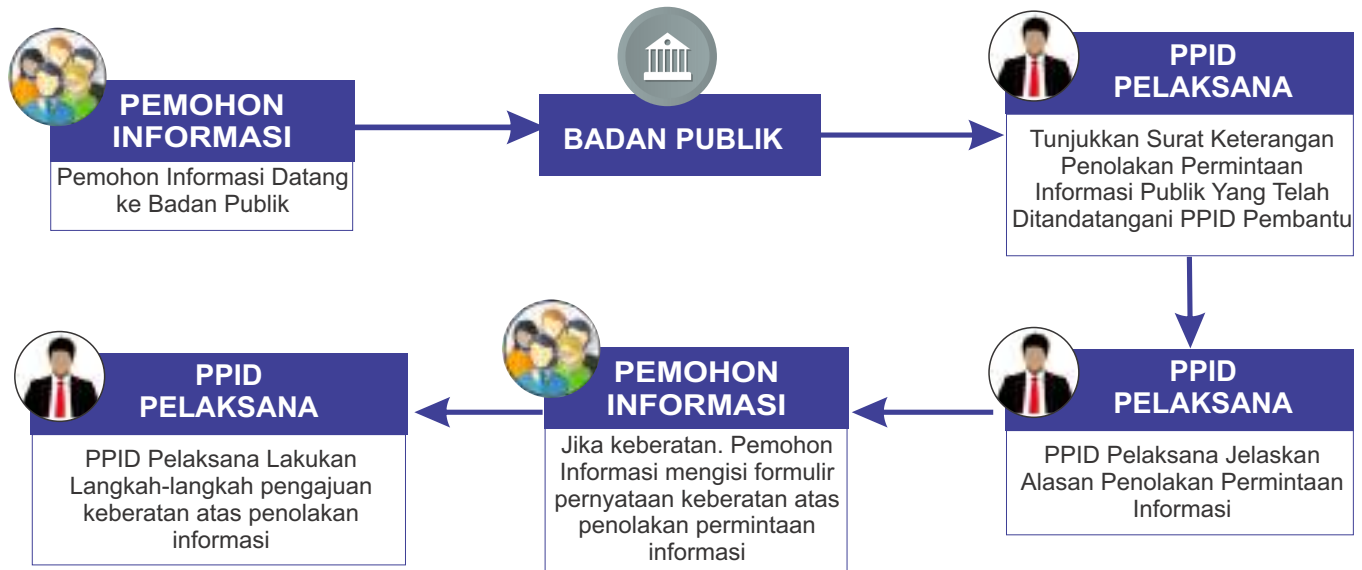 PEMOHON
INFORMASI
Pemohon Informasi Datang
ke Badan Publik
BADAN PUBLIK
PPID
PELAKSANA
Tunjukkan Surat Keterangan
Penolakan Permintaan
Informasi Publik Yang Telah
Ditandatangani PPID Pembantu
PPID
PELAKSANA
PPID Pelaksana Jelaskan
Alasan Penolakan Permintaan
Informasi
PEMOHON
INFORMASI
Jika keberatan. Pemohon
Informasi mengisi formulir
pernyataan keberatan atas
penolakan permintaan
informasi
PPID
PELAKSANA
PPID Pelaksana Lakukan
Langkah-langkah pengajuan
keberatan atas penolakan
informasi